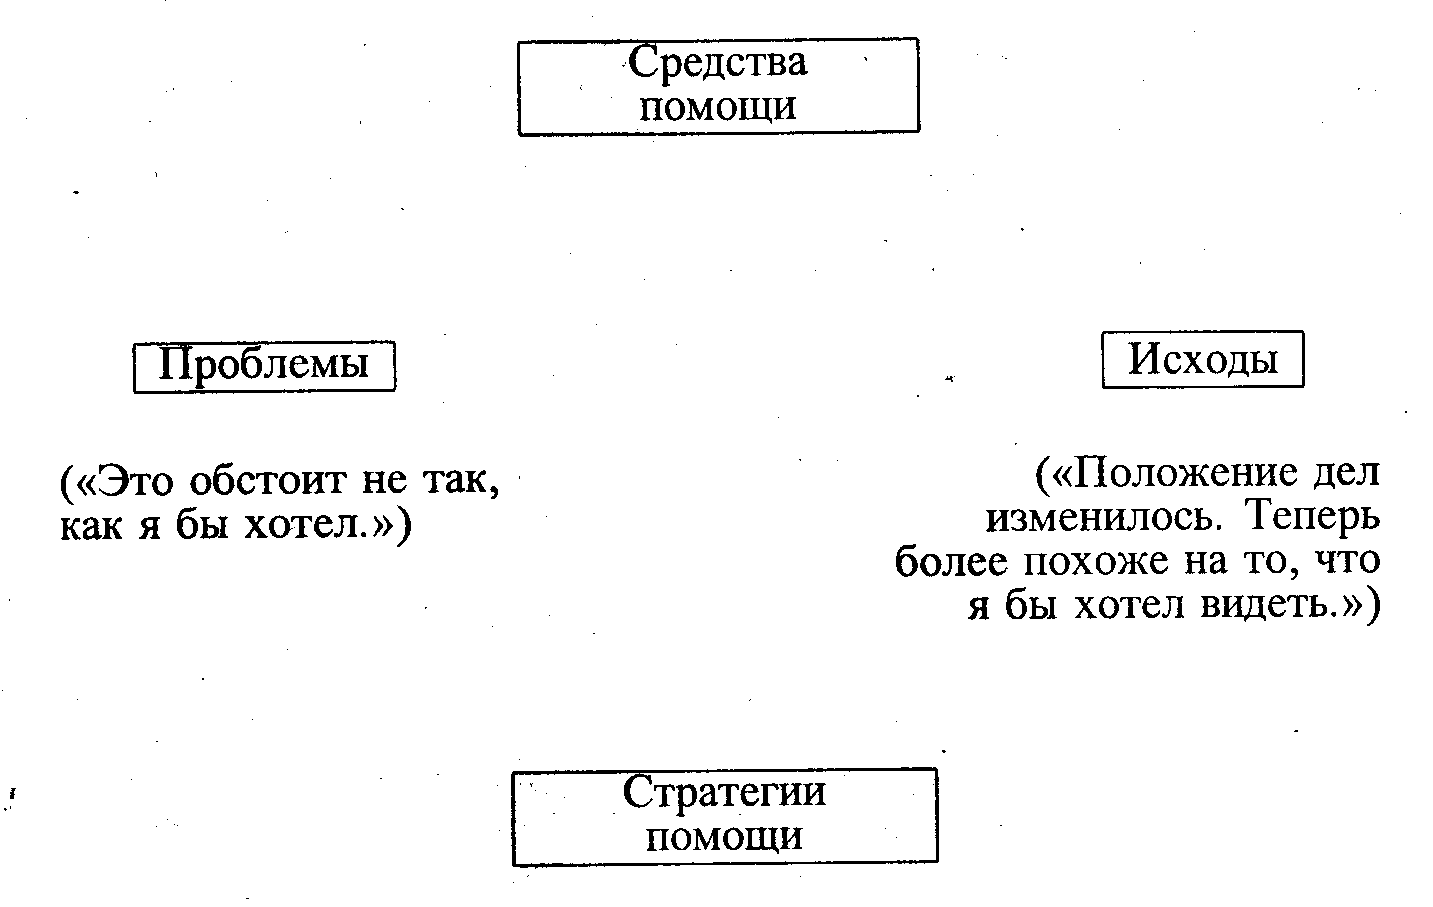 Средства
помощи
Проблемы
Исходы
(«Это обстоит не так,
как я бы хотел.»)
(«Положение дел
изменилось. Теперь
более похоже на то, что
я бы хотел видеть.»)
Стратегии
помощи